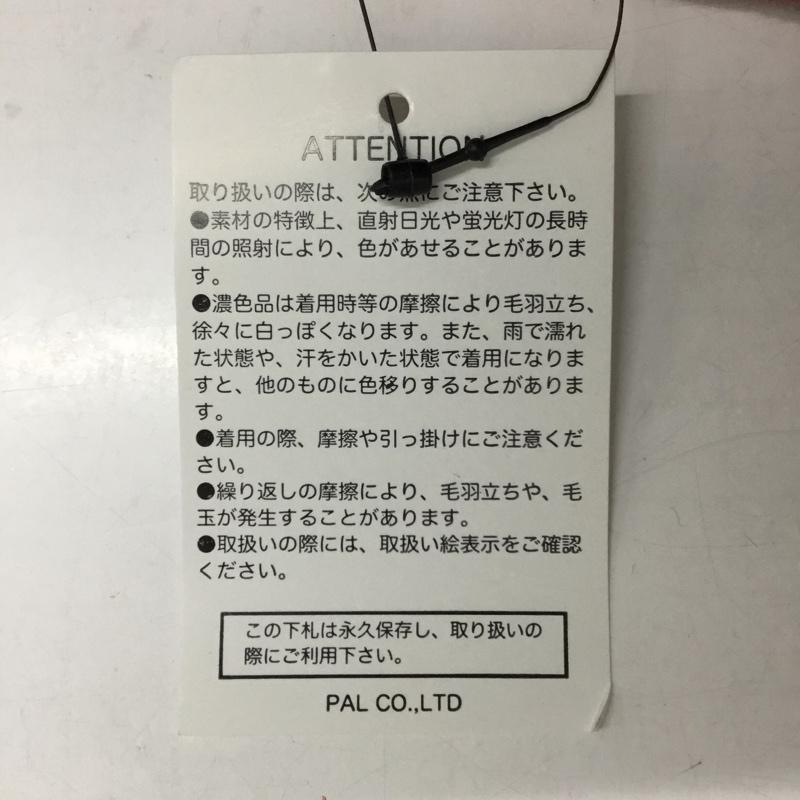 ATTENTION
取り扱いの際は、次の点にご注意下さい。
●素材の特徴上、直射日光や蛍光灯の長時
間の照射により、色があせることがありま
す。
●濃色品は着用時等の摩擦により毛羽立ち、
徐々に白っぽくなります。また、雨で濡れ
た状態や、汗をかいた状態で着用になりま
すと、他のものに色移りすることがありま
す。
●着用の際、摩擦や引っ掛けにご注意くだ
さい。
●繰り返しの摩擦により、毛羽立ちや、毛
玉が発生することがあります。
●取扱いの際には、取扱い絵表示をご確認
ください。
この下札は永久保存し、取り扱いの
際にご利用下さい。
PAL CO.,LTD